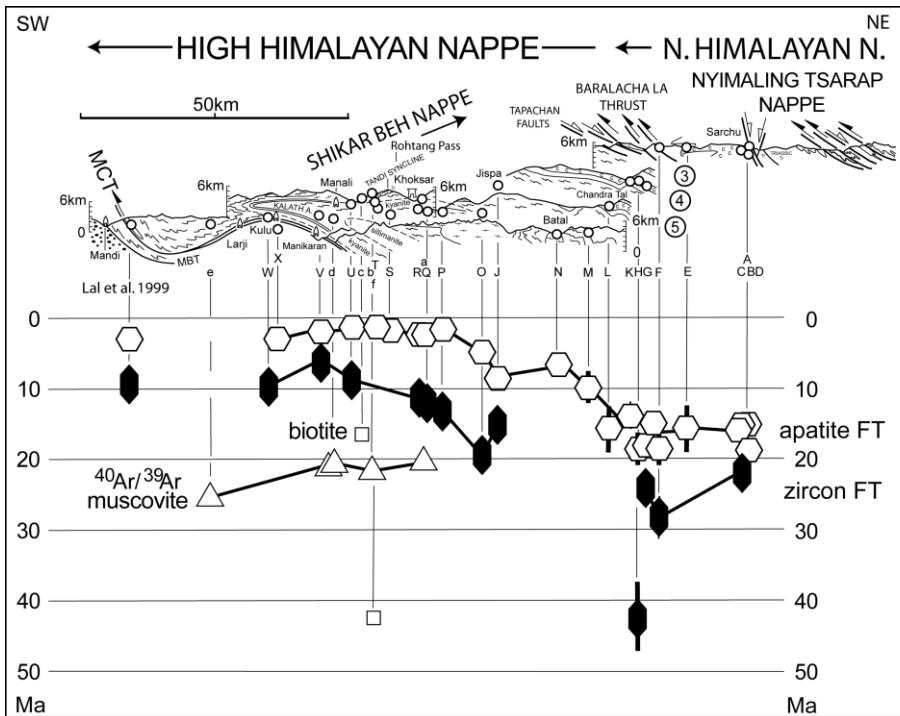 SW
NE
HIGH HIMALAYAN NAPPE
N. HIMALAYAN N.
NYIMALING TSARAP
NAPPE
BARALACHA LA
THRUST
50km
SHIKAR BEH NAPPE
TAPACHAN
FAULTS
Sarchu
Rohtang Pass
TANDI SYNCLINE
MCT
Manali
Khoksar
Jispa
6km
6km
6km
6km
6km
3
4
5
KALATH A.
kyanite
Chandra Tal
TRIASSIC
0
0
Mandi
MBT
Larji
Kulu
Manikaran
sillimanite
kyanite
Batal
Lal et al. 1999
e
W
X
V
d
U
c
T
b
f
S
R
a
Q
P
O
J
N
M
L
K
H
G
F
E
A
C
B
D
0
0
10
10
biotite
apatite FT
20
20
40Ar/ 39Ar
muscovite
zircon FT
30
30
40
40
50
50
Ma
Ma